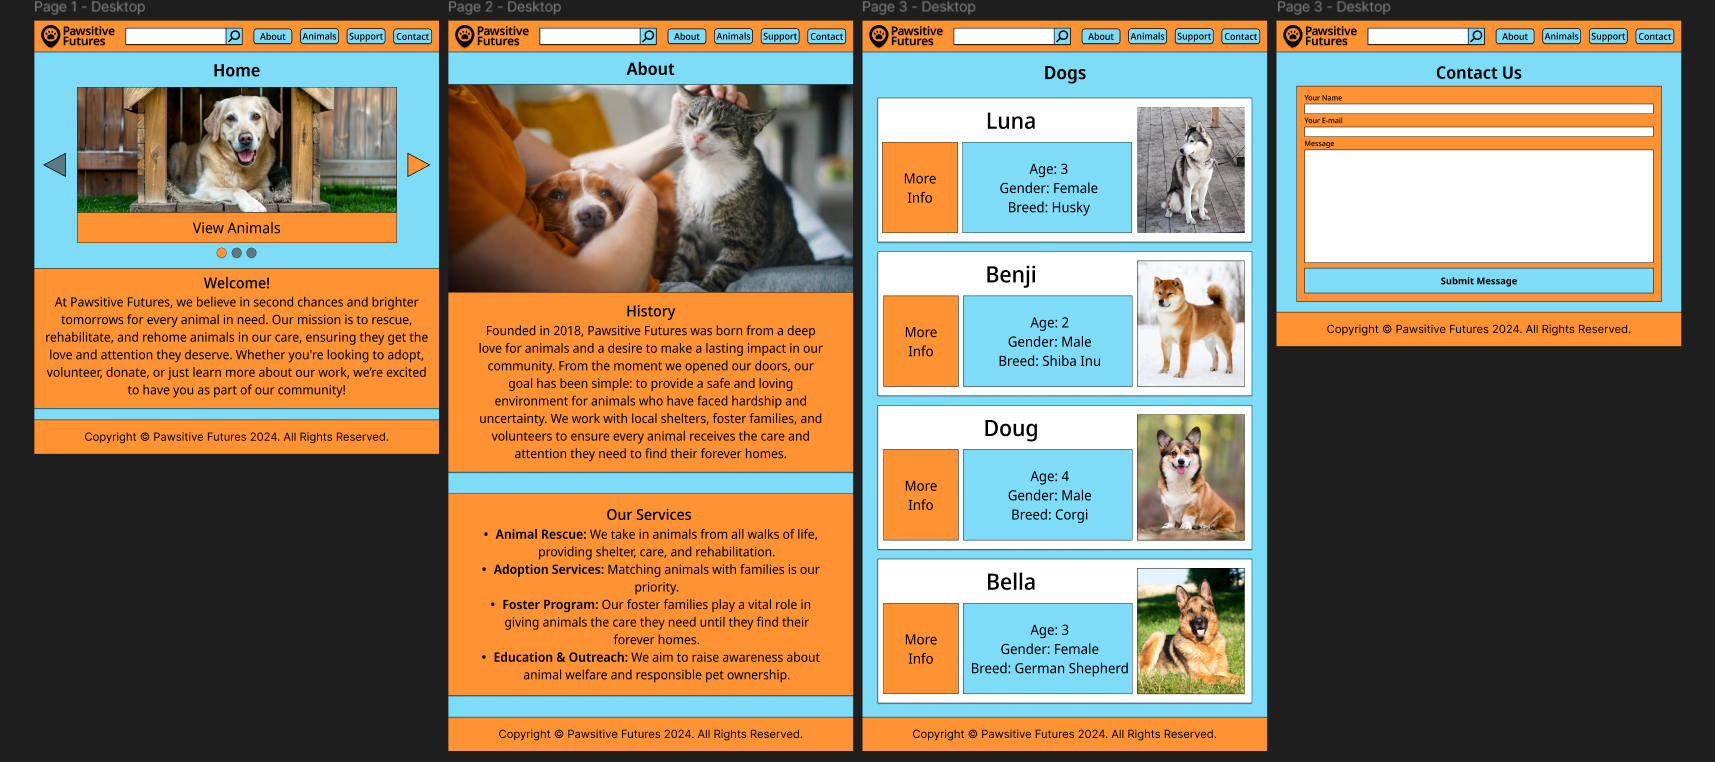 Page 1 - Desktop
Pawsitive
Futures
About
Animals
Support
Contact
Home
View Animals
Welcome!
At Pawsitive Futures, we believe in second chances and brighter
tomorrows for every animal in need. Our mission is to rescue,
rehabilitate, and rehome animals in our care, ensuring they get the
love and attention they deserve. Whether you're looking to adopt,
volunteer, donate, or just learn more about our work, we're excited
to have you as part of our community!
Copyright © Pawsitive Futures 2024. All Rights Reserved.
Page 2 - Desktop
Pawsitive
Futures
About
Animals
Support
Contact
About
History
Founded in 2018, Pawsitive Futures was born from a deep
love for animals and a desire to make a lasting impact in our
community. From the moment we opened our doors, our
goal has been simple: to provide a safe and loving
environment for animals who have faced hardship and
uncertainty. We work with local shelters, foster families, and
volunteers to ensure every animal receives the care and
attention they need to find their forever homes.
Our Services
• Animal Rescue: We take in animals from all walks of life,
providing shelter, care, and rehabilitation.
• Adoption Services: Matching animals with families is our
priority.
• Foster Program: Our foster families play a vital role in
giving animals the care they need until they find their
forever homes.
• Education & Outreach: We aim to raise awareness about
animal welfare and responsible pet ownership.
Copyright © Pawsitive Futures 2024. All Rights Reserved.
Page 3 - Desktop
Pawsitive
Futures
About
Animals
Support
Contact
Dogs
Luna
More
Info
Age: 3
Gender: Female
Breed: Husky
Benji
More
Info
Age: 2
Gender: Male
Breed: Shiba Inu
Doug
More
Info
Age: 4
Gender: Male
Breed: Corgi
Bella
More
Info
Age: 3
Gender: Female
Breed: German Shepherd
Copyright © Pawsitive Futures 2024. All Rights Reserved.
Page 3 - Desktop
Pawsitive
Futures
About
Animals
Support
Contact
Contact Us
Your Name
Your E-mail
Message
Submit Message
Copyright © Pawsitive Futures 2024. All Rights Reserved.